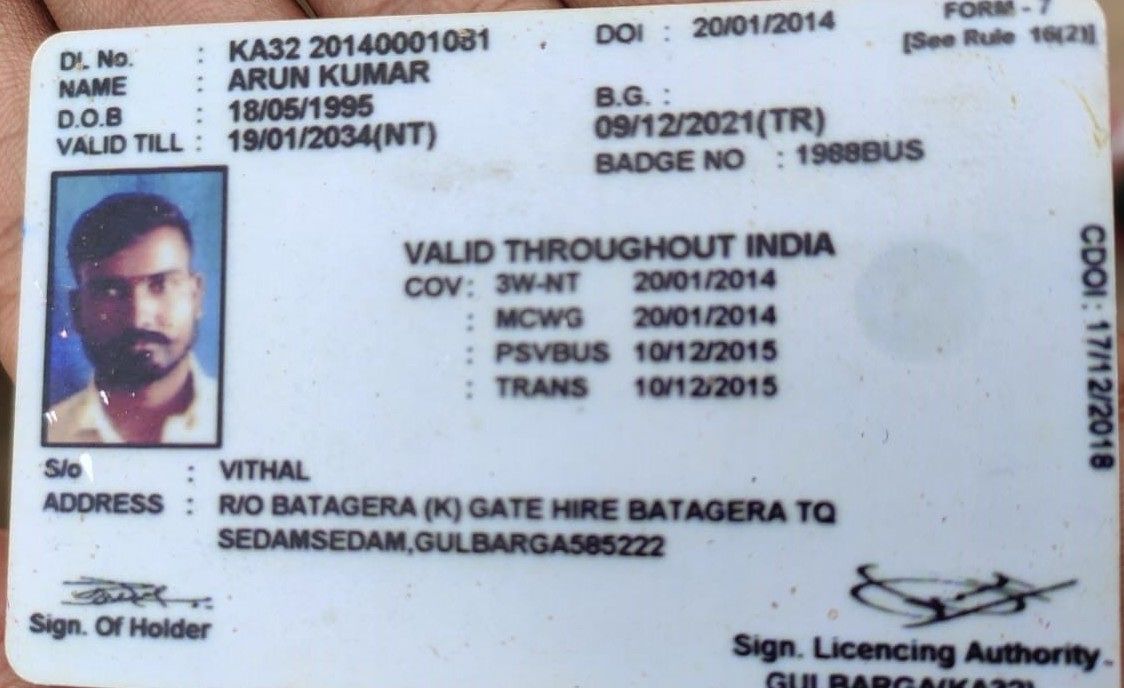 FORM - 7
DL No. : KA32 20140001081 DOI : 20/01/2014 [See Rule 16(2)]
NAME : ARUN KUMAR
D.O.B : 18/05/1995 B.G. :
VALID TILL : 19/01/2034(NT) 09/12/2021(TR)
BADGE NO : 1988BUS
VALID THROUGHOUT INDIA
COV : 3W-NT 20/01/2014
: MCWG 20/01/2014
: PSVBUS 10/12/2015
: TRANS 10/12/2015
CDOI : 17/12/2018
S/o : VITHAL
ADDRESS : R/O BATAGERA (K) GATE HIRE BATAGERA TQ
SEDAMSEDAM,GULBARGA585222
Sign. Of Holder
Sign. Licencing Authority
GULBARGA(KA32)